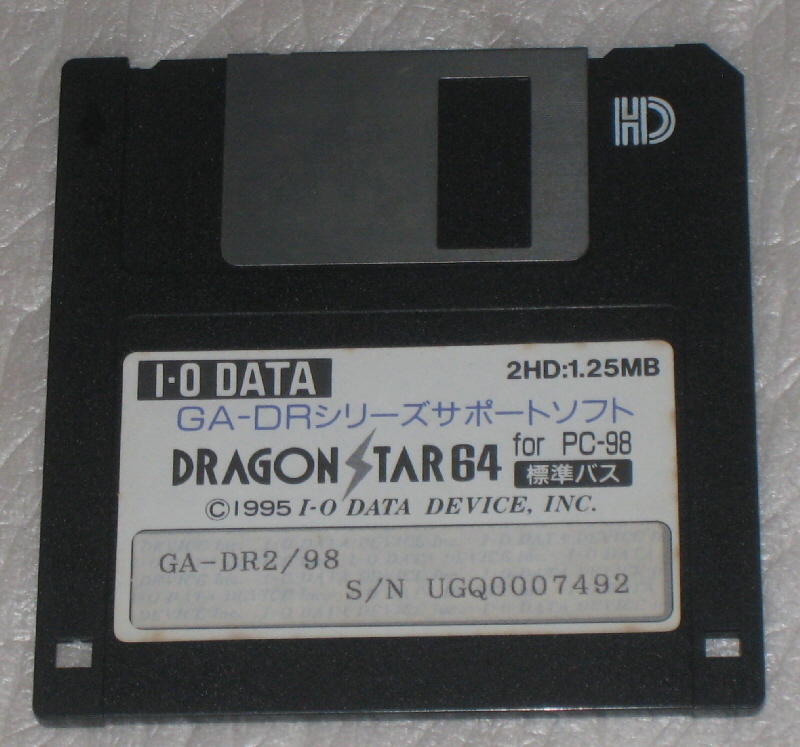 HD
I·O DATA
2HD:1.25MB
GA-DRシリーズサポートソフト
DRAGON STAR64 for PC-98
標準バス
©1995 I-O DATA DEVICE, INC.
GA-DR2/98
S/N UGQ0007492